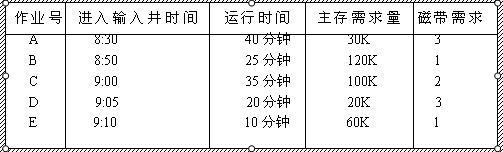 作业号 进入输入井时间 运行时间 主存需求量 磁带需求
A 8:30 40 分钟 30K 3
B 8:50 25 分钟 120K 1
C 9:00 35 分钟 100K 2
D 9:05 20 分钟 20K 3
E 9:10 10 分钟 60K 1